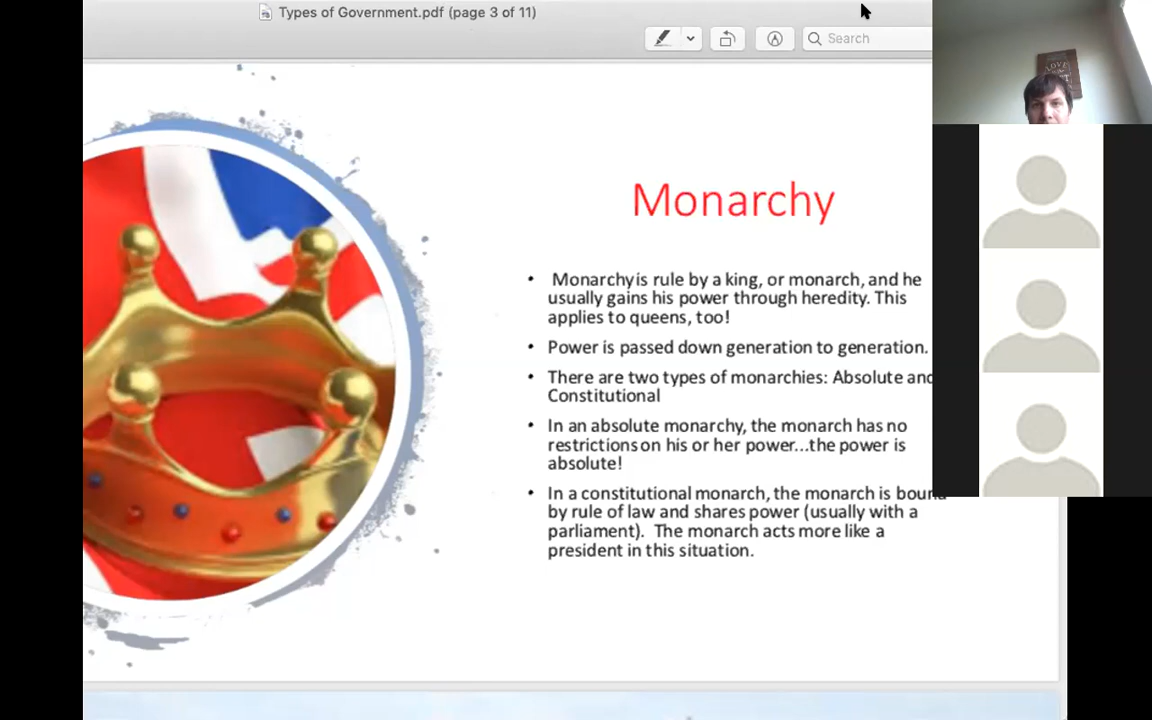 Types of Government.pdf (page 3 of 11)
Search
Monarchy
• Monarchy is rule by a king, or monarch, and he
usually gains his power through heredity. This
applies to queens, too!
• Power is passed down generation to generation.
• There are two types of monarchies: Absolute and
Constitutional
• In an absolute monarchy, the monarch has no
restrictions on his or her power...the power is
absolute!
• In a constitutional monarch, the monarch is bound
by rule of law and shares power (usually with a
parliament). The monarch acts more like a
president in this situation.